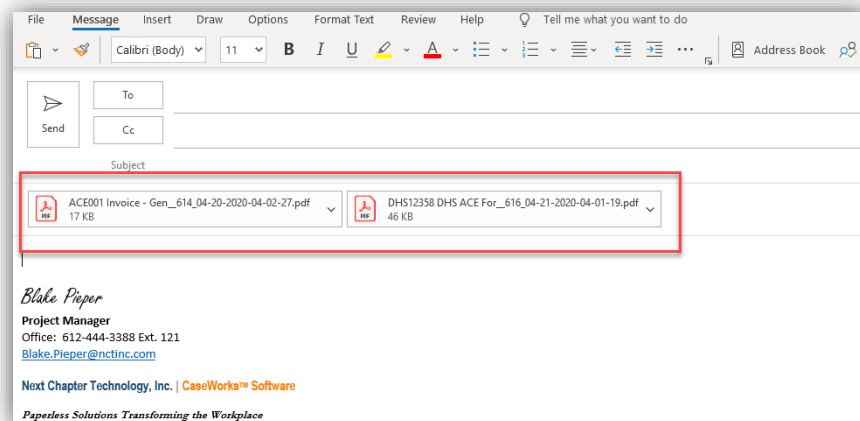 File Message Insert Draw Options Format Text Review Help Tell me what you want to do
Calibri (Body) 11 B I U A ... Address Book
Send To
Cc
Subject
ACE001 Invoice - Gen__614_04-20-2020-04-02-27.pdf DHS12358 DHS ACE For__616_04-21-2020-04-01-19.pdf
PDF 17 KB PDF 46 KB
Blake Pieper
Project Manager
Office: 612-444-3388 Ext. 121
Blake.Pieper@nctinc.com
Next Chapter Technology, Inc. | CaseWorks™ Software
Paperless Solutions Transforming the Workplace